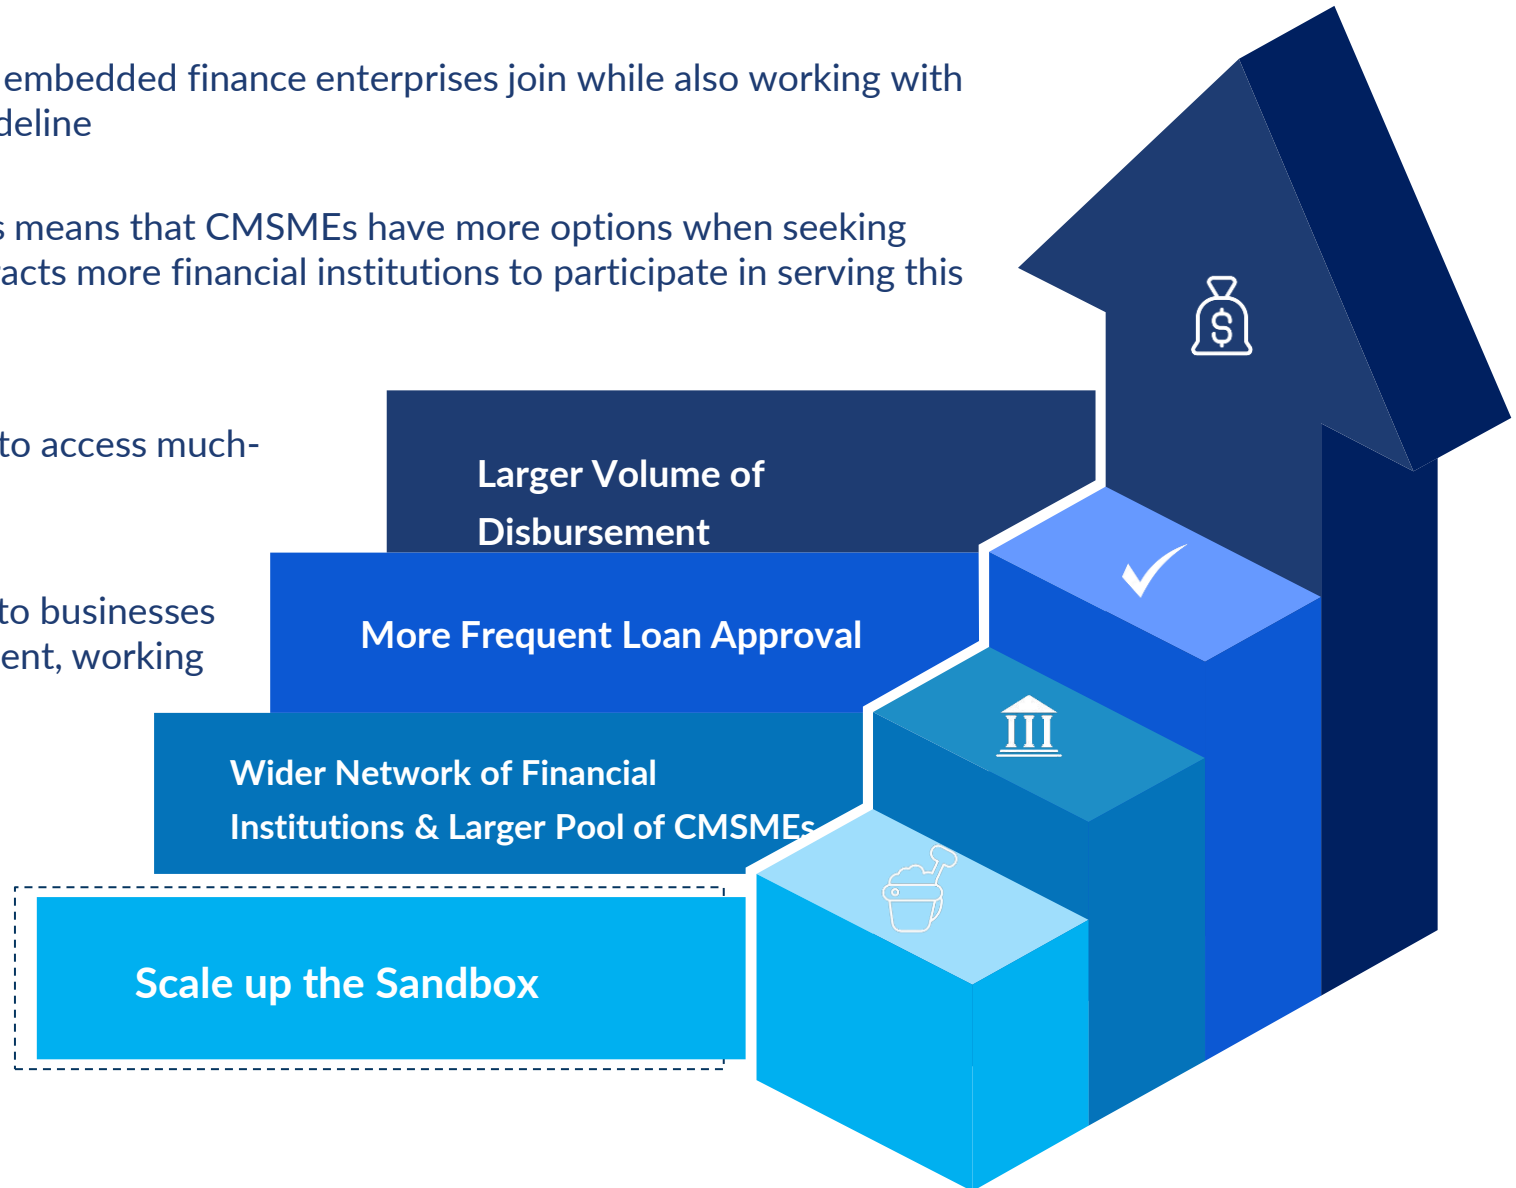 embedded finance enterprises join while also working with
deline
s means that CMSMEs have more options when seeking
acts more financial institutions to participate in serving this
to access much-
Larger Volume of
Disbursement
to businesses
ent, working
More Frequent Loan Approval
Wider Network of Financial
Institutions & Larger Pool of CMSMEs
Scale up the Sandbox